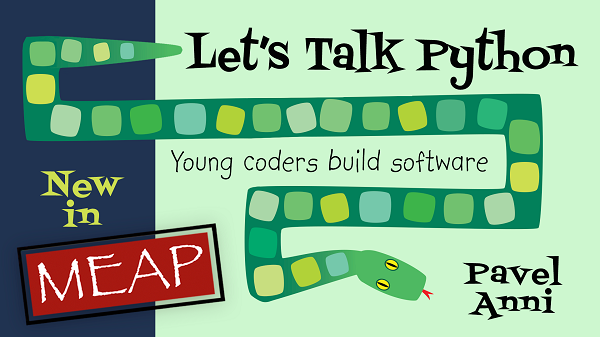 Let's Talk Python
Young coders build software
New
in
MEAP
Pavel
Anni